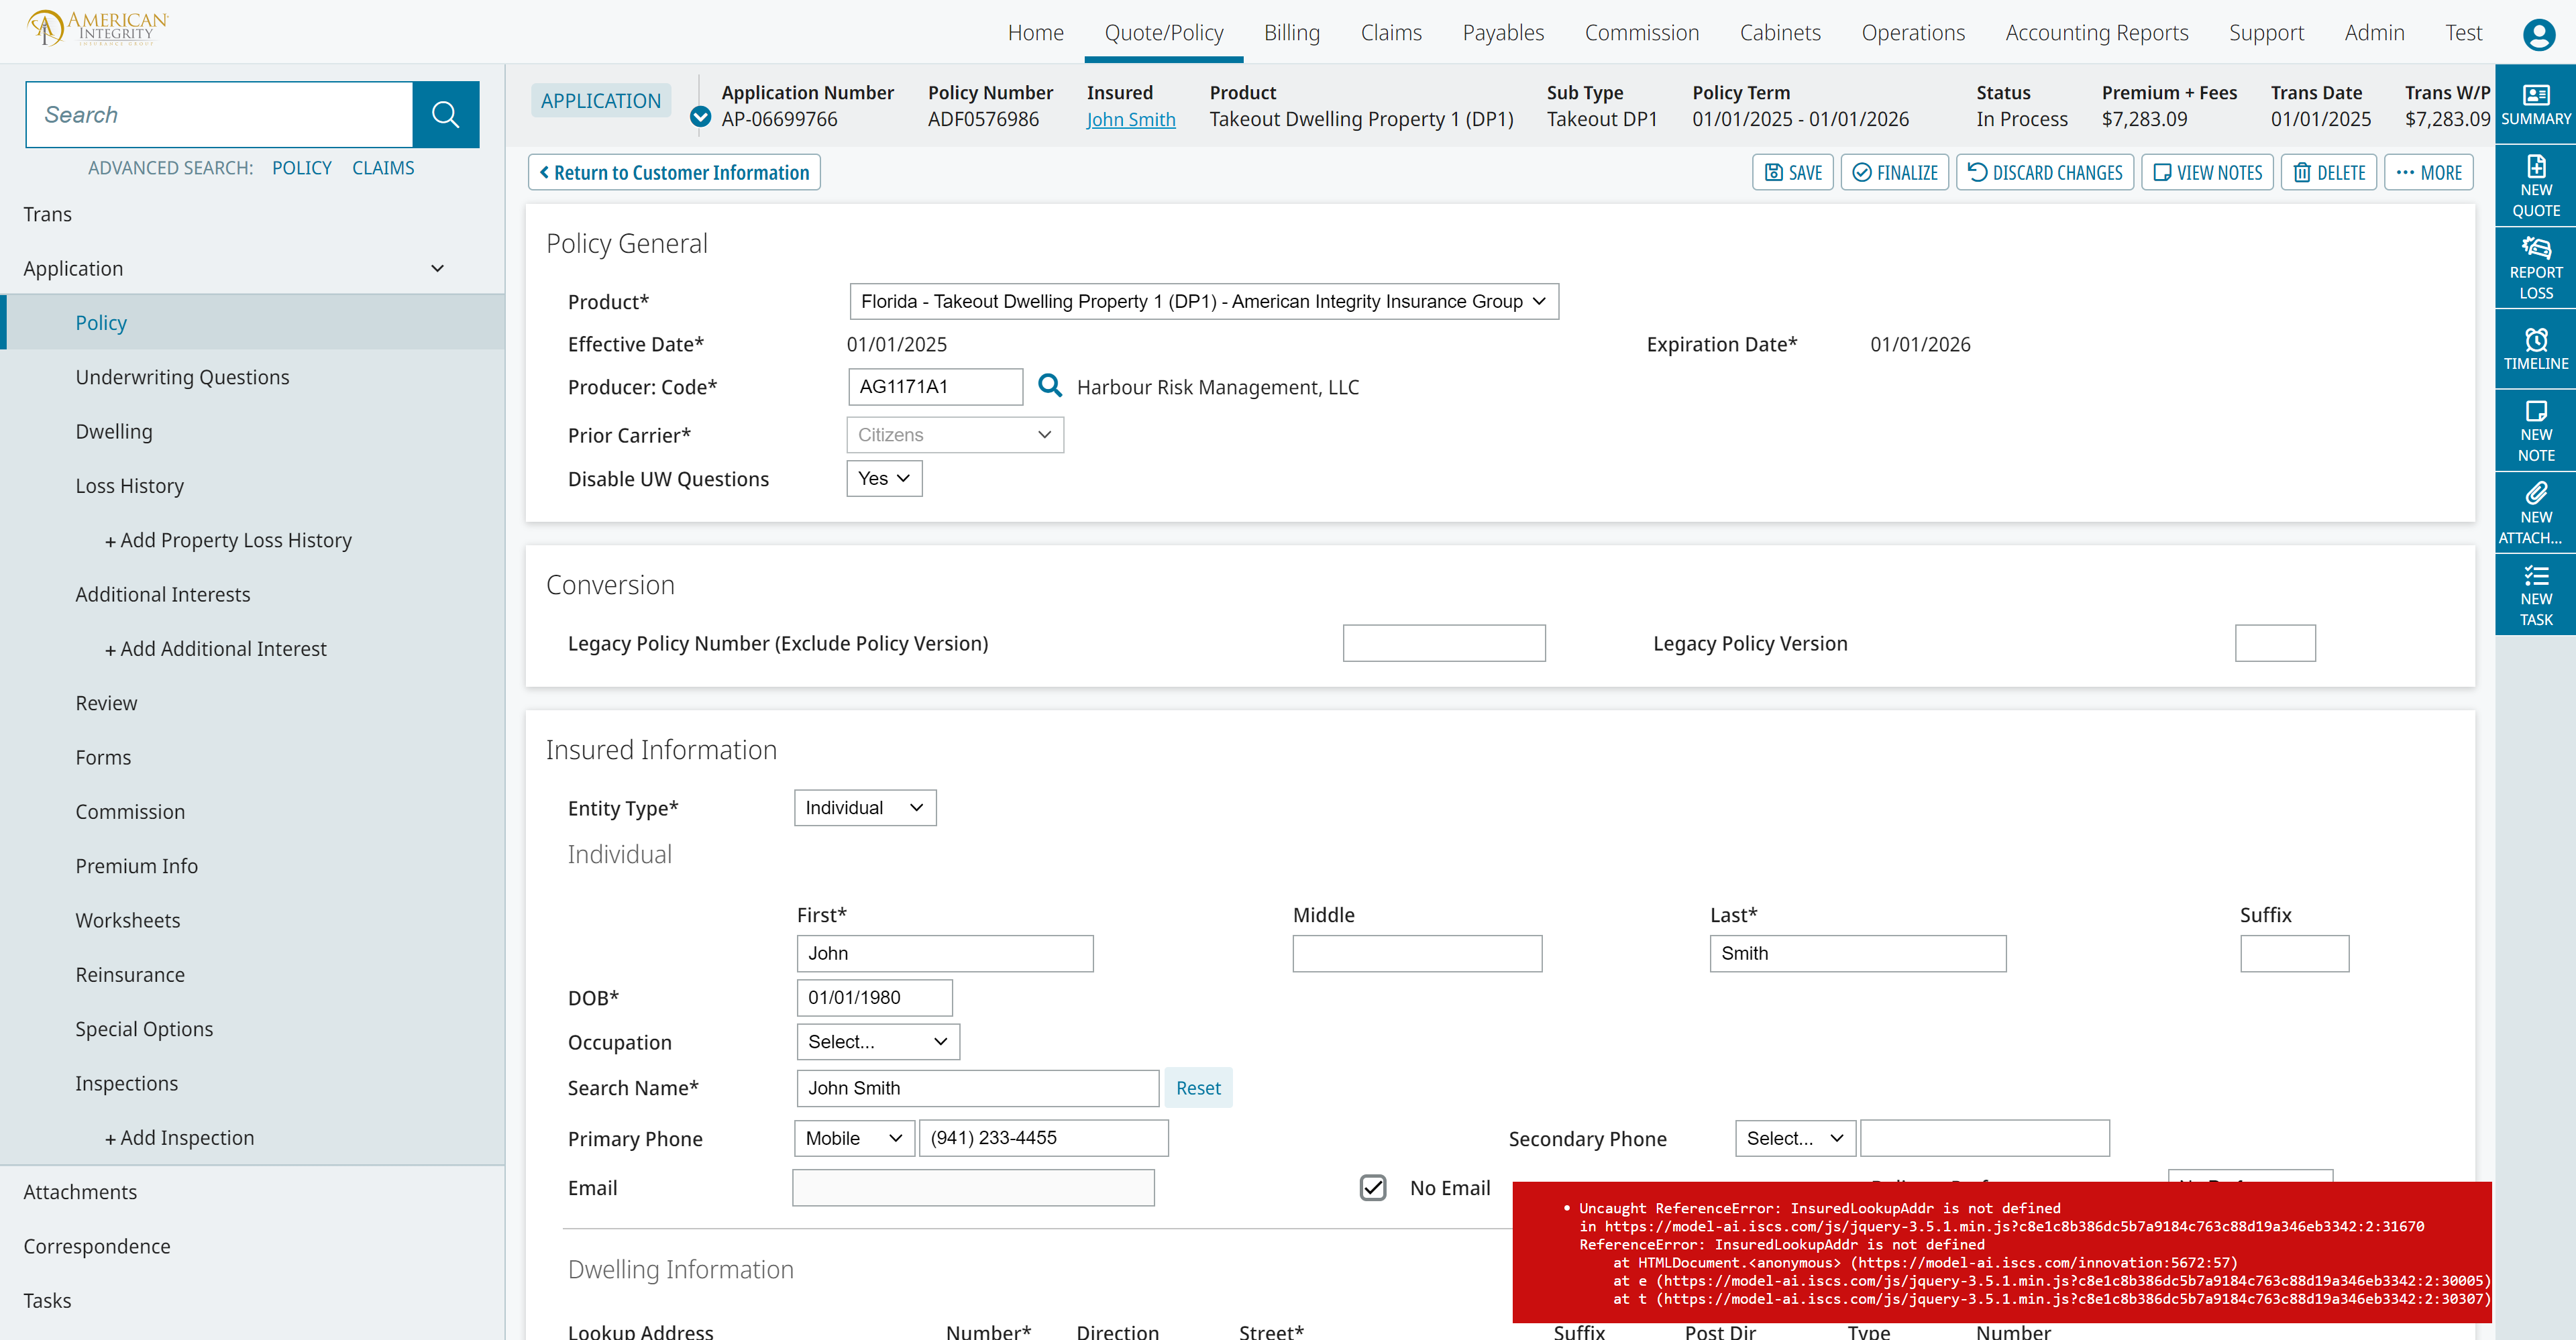 AMERICAN
INTEGRITY
INSURANCE GROUP
Home Quote/Policy Billing Claims Payables Commission Cabinets Operations Accounting Reports Support Admin Test
Search
ADVANCED SEARCH: POLICY CLAIMS
Trans
Application
Policy
Underwriting Questions
Dwelling
Loss History
+ Add Property Loss History
Additional Interests
+ Add Additional Interest
Review
Forms
Commission
Premium Info
Worksheets
Reinsurance
Special Options
Inspections
+ Add Inspection
Attachments
Correspondence
Tasks
APPLICATION
Application Number Policy Number Insured Product Sub Type Policy Term Status Premium + Fees Trans Date Trans W/P
AP-06699766 ADF0576986 John Smith Takeout Dwelling Property 1 (DP1) Takeout DP1 01/01/2025 - 01/01/2026 In Process $7,283.09 01/01/2025 $7,283.09
Return to Customer Information SAVE FINALIZE DISCARD CHANGES VIEW NOTES DELETE MORE
Policy General
Product* Florida - Takeout Dwelling Property 1 (DP1) - American Integrity Insurance Group
Effective Date* 01/01/2025 Expiration Date* 01/01/2026
Producer: Code* AG1171A1 Harbour Risk Management, LLC
Prior Carrier* Citizens
Disable UW Questions Yes
Conversion
Legacy Policy Number (Exclude Policy Version) Legacy Policy Version
Insured Information
Entity Type* Individual
Individual
First* Middle Last* Suffix
John Smith
DOB* 01/01/1980
Occupation Select...
Search Name* John Smith Reset
Primary Phone Mobile (941) 233-4455 Secondary Phone Select...
Email No Email
Dwelling Information
Lookup Address Number* Direction Street* Suffix Post Dir Type Number
• Uncaught ReferenceError: InsuredLookupAddr is not defined
in https://model-ai.iscs.com/js/jquery-3.5.1.min.js?c8e1c8b386dc5b7a9184c763c88d19a346eb3342:2:31670
ReferenceError: InsuredLookupAddr is not defined
at HTMLDocument.<anonymous> (https://model-ai.iscs.com/innovation:5672:57)
at e (https://model-ai.iscs.com/js/jquery-3.5.1.min.js?c8e1c8b386dc5b7a9184c763c88d19a346eb3342:2:30005)
at t (https://model-ai.iscs.com/js/jquery-3.5.1.min.js?c8e1c8b386dc5b7a9184c763c88d19a346eb3342:2:30307)
SUMMARY
NEW
QUOTE
REPORT
LOSS
TIMELINE
NEW
NOTE
NEW
ATTACH...
NEW
TASK